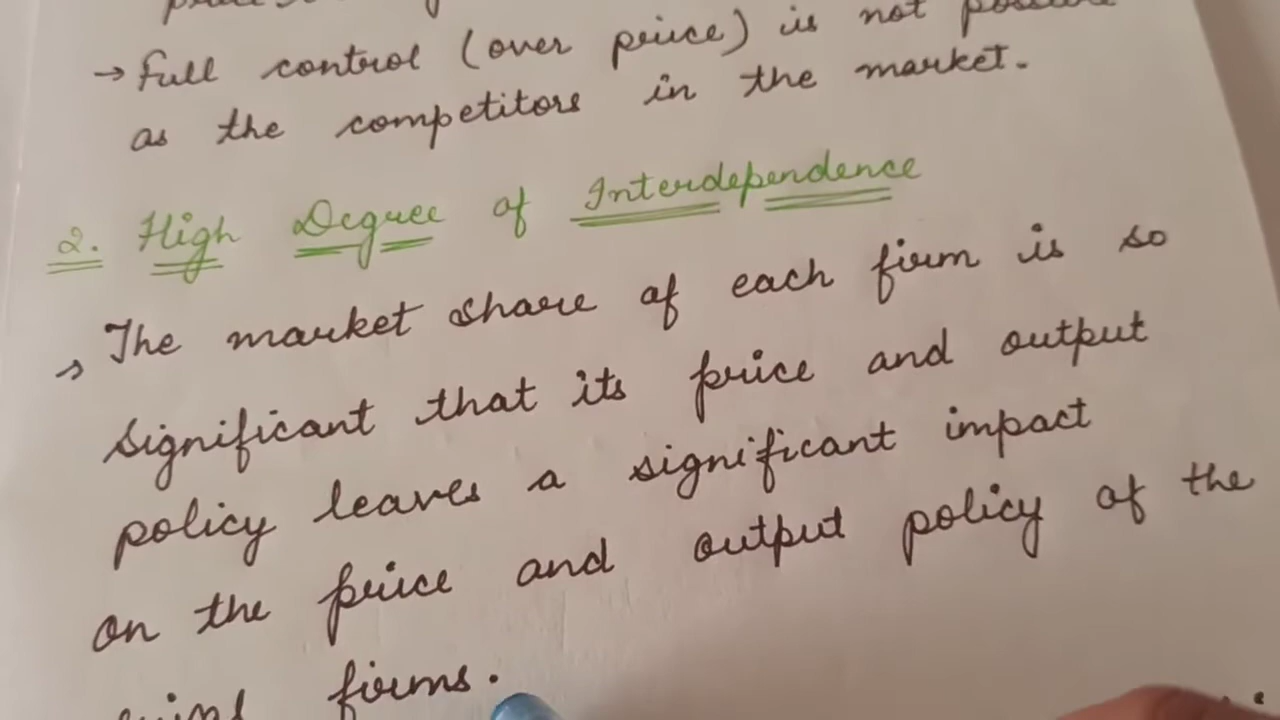 → Full control (over price) is not
as the competitors in the market.
2. High Degree of Interdependence
→ The market share of each firm is so
significant that its price and output
policy leaves a significant impact
on the price and output policy of the
firms.